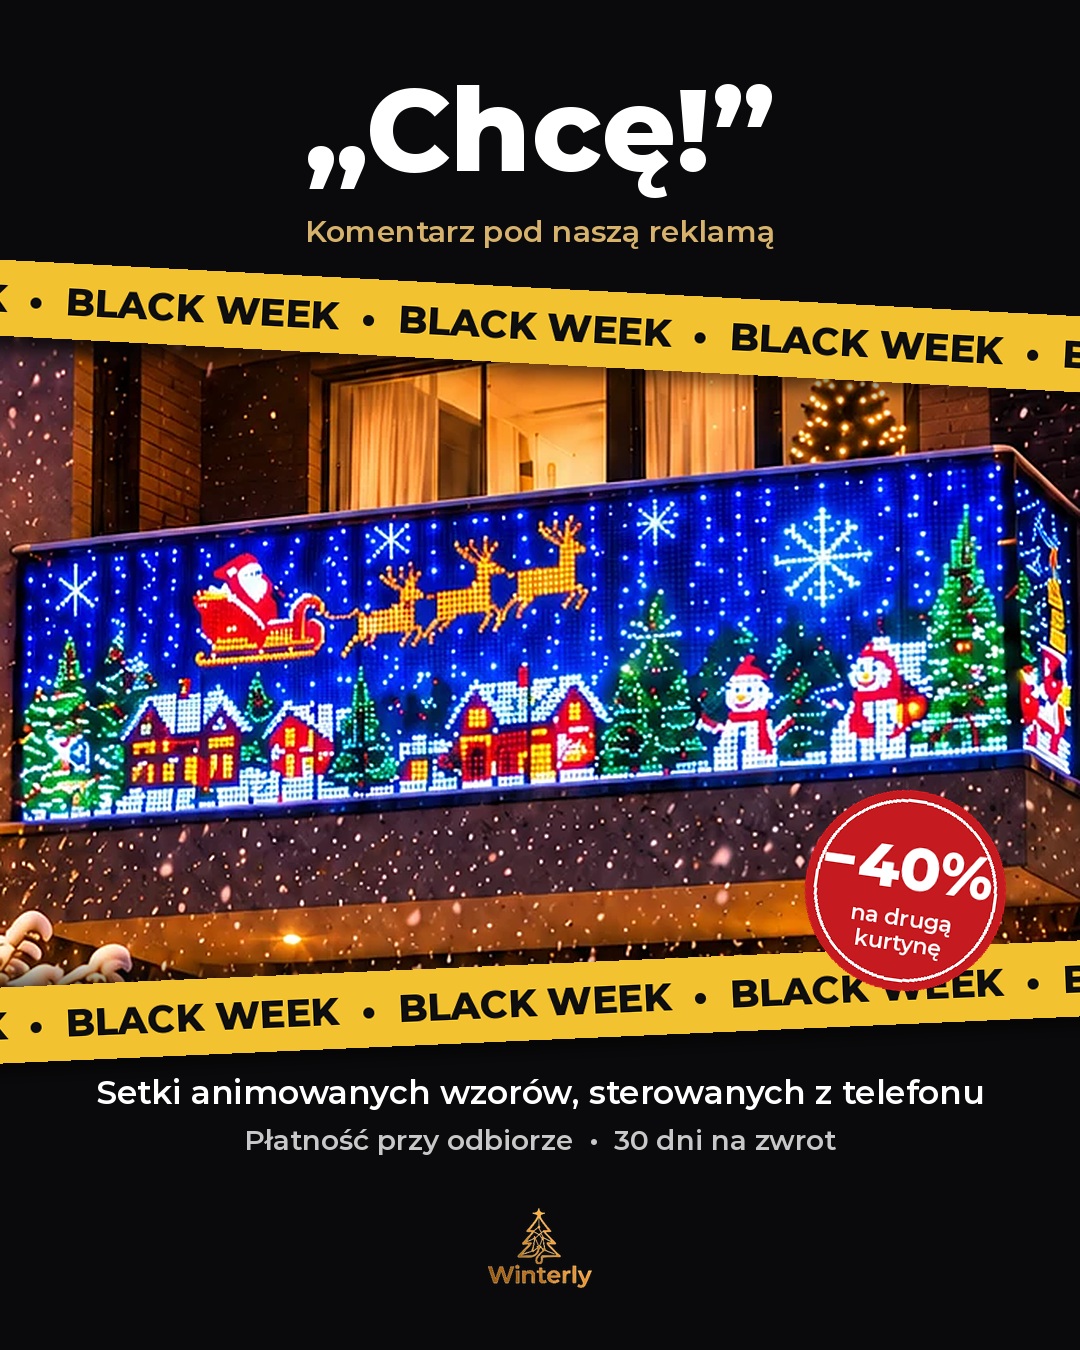 „Chcę!”
Komentarz pod naszą reklamą
K • BLACK WEEK • BLACK WEEK • BLACK WEEK • B
−40%
na drugą
kurtynę
K • BLACK WEEK • BLACK WEEK • BLACK WEEK • B
Setki animowanych wzorów, sterowanych z telefonu
Płatność przy odbiorze • 30 dni na zwrot
Winterly